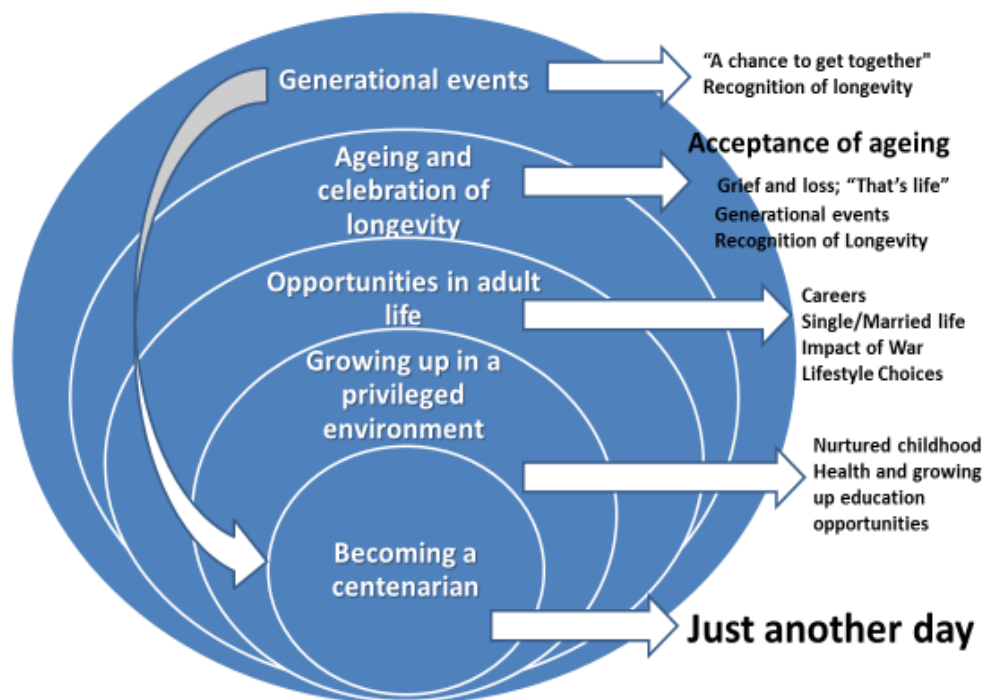 Generational events
"A chance to get together"
Recognition of longevity
Ageing and
celebration of
longevity
Acceptance of ageing
Grief and loss; "That's life"
Generational events
Recognition of Longevity
Opportunities in adult
life
Careers
Single/Married life
Impact of War
Lifestyle Choices
Growing up in a
privileged
environment
Nurtured childhood
Health and growing
up education
opportunities
Becoming a
centenarian
Just another day